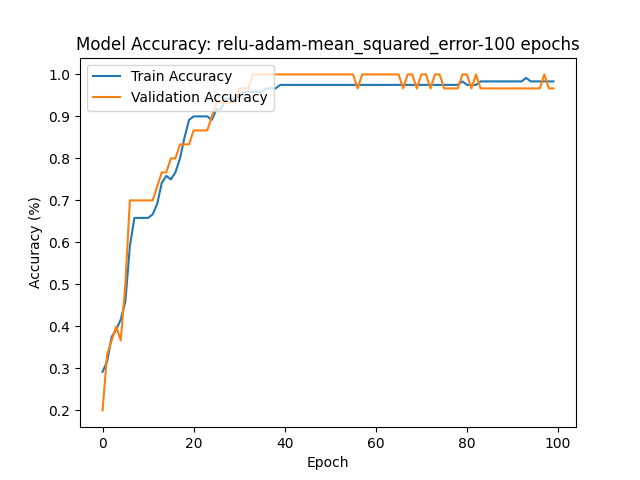 Model Accuracy: relu-adam-mean_squared_error-100 epochs
Train Accuracy
Validation Accuracy
Accuracy (%)
1.0
0.9
0.8
0.7
0.6
0.5
0.4
0.3
0.2
0 20 40 60 80 100
Epoch